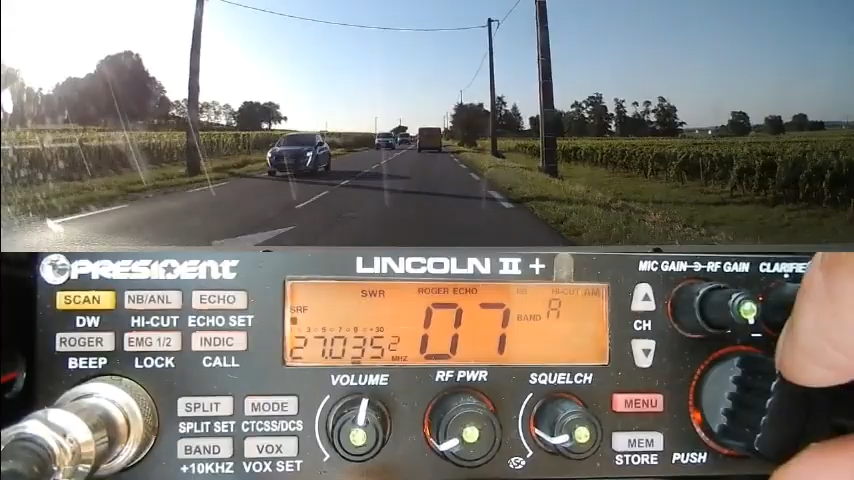 PRESIDENT
LINCOLN II +
MIC GAIN RF GAIN CLARIFIER
SCAN NB/ANL ECHO
DW HI-CUT ECHO SET
ROGER EMG 1/2 INDIC
BEEP LOCK CALL
SWR ROGER ECHO HI-CUT AM
SRF
07 BAND A
27.0352 MHZ
CH
VOLUME RF PWR SQUELCH
SPLIT MODE
SPLIT SET CTCSS/DCS
BAND VOX
+10KHz VOX SET
ASC
MENU
MEM
STORE PUSH